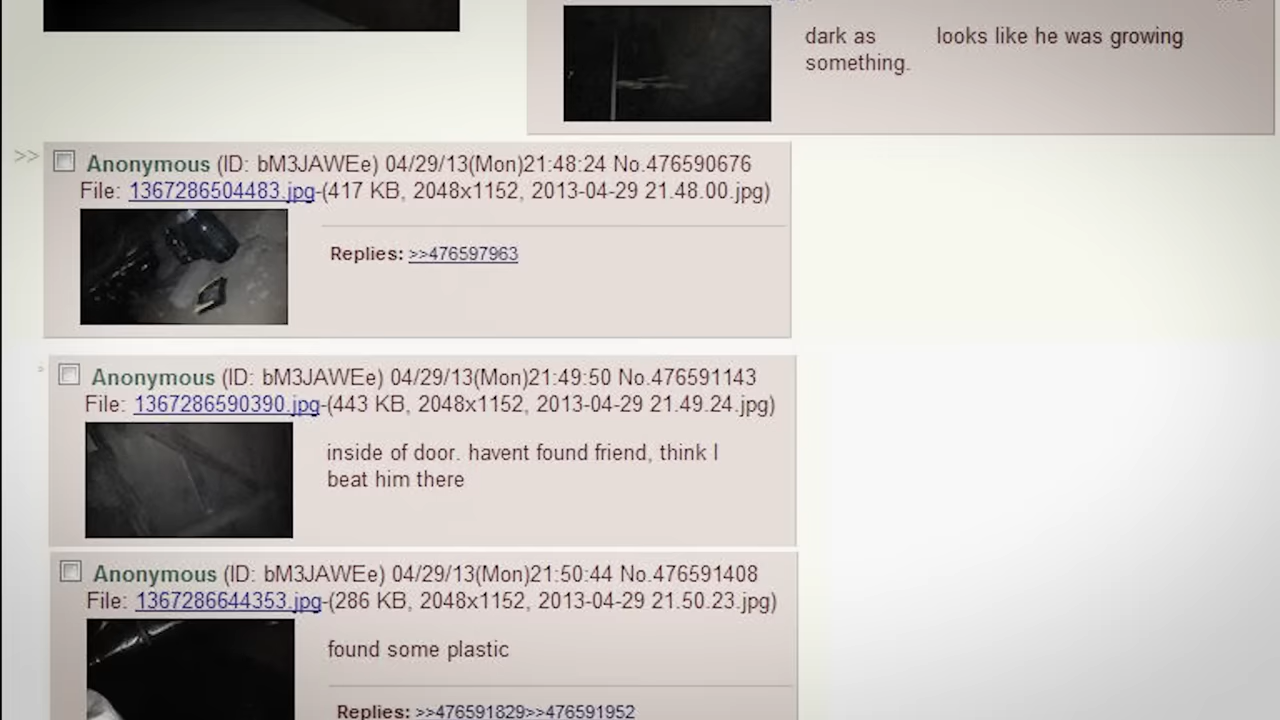 dark as looks like he was growing
something.
>> Anonymous (ID: bM3JAWEe) 04/29/13(Mon)21:48:24 No.476590676
File: 1367286504483.jpg-(417 KB, 2048x1152, 2013-04-29 21.48.00.jpg)
Replies: >>476597963
Anonymous (ID: bM3JAWEe) 04/29/13(Mon)21:49:50 No.476591143
File: 1367286590390.jpg-(443 KB, 2048x1152, 2013-04-29 21.49.24.jpg)
inside of door. havent found friend, think I
beat him there
Anonymous (ID: bM3JAWEe) 04/29/13(Mon)21:50:44 No.476591408
File: 1367286644353.jpg-(286 KB, 2048x1152, 2013-04-29 21.50.23.jpg)
found some plastic
Replies: >>476591829>>476591952